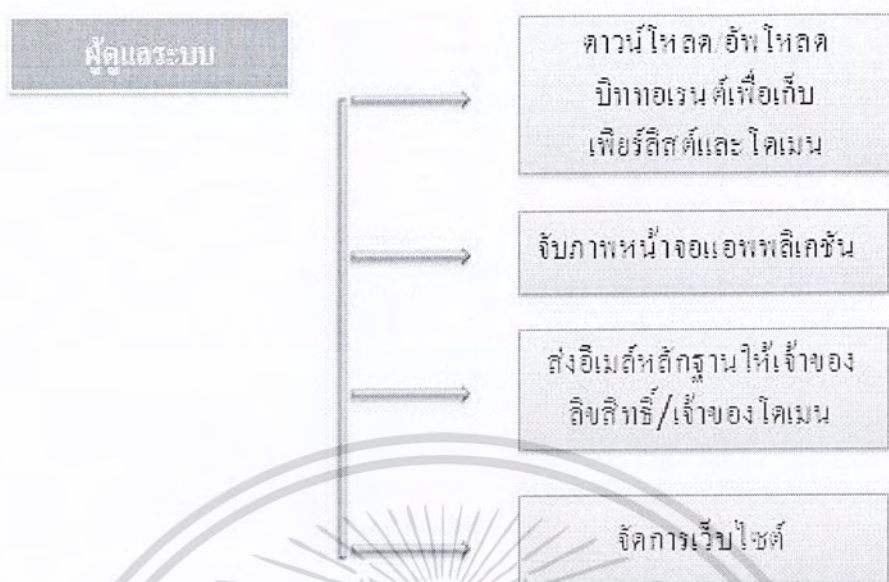 ผู้ดูแลระบบ
ดาวน์โหลด/อัพโหลด
บิททอเรนต์เพื่อเก็บ
เพียร์ลิสต์และโดเมน
จับภาพหน้าจอแอพพลิเคชัน
ส่งอีเมล์หลักฐานให้เจ้าของ
ลิขสิทธิ์/เจ้าของโดเมน
จัดการเว็บไซต์